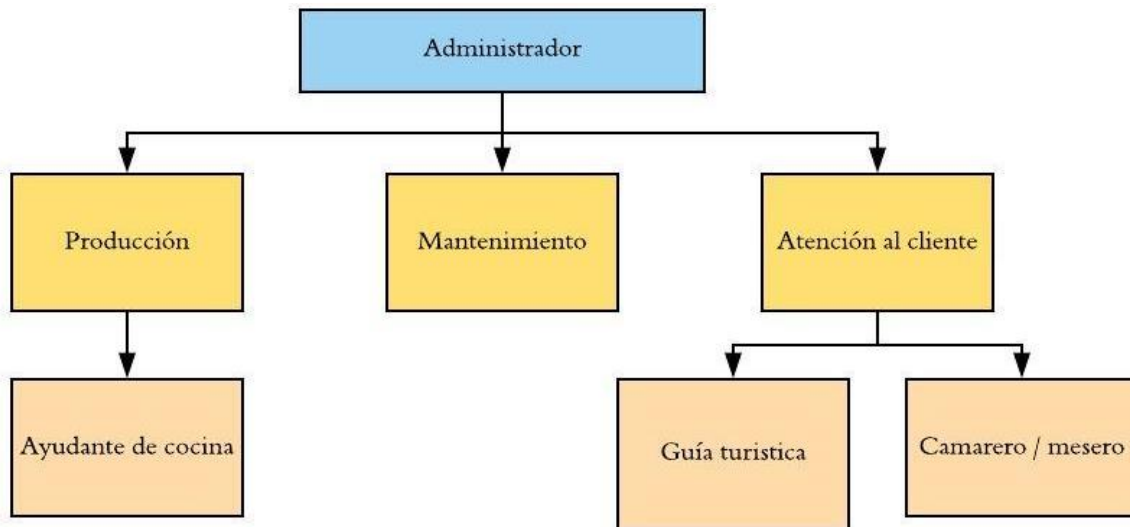 Administrador
Producción
Mantenimiento
Atención al cliente
Ayudante de cocina
Guía turistica
Camarero / mesero